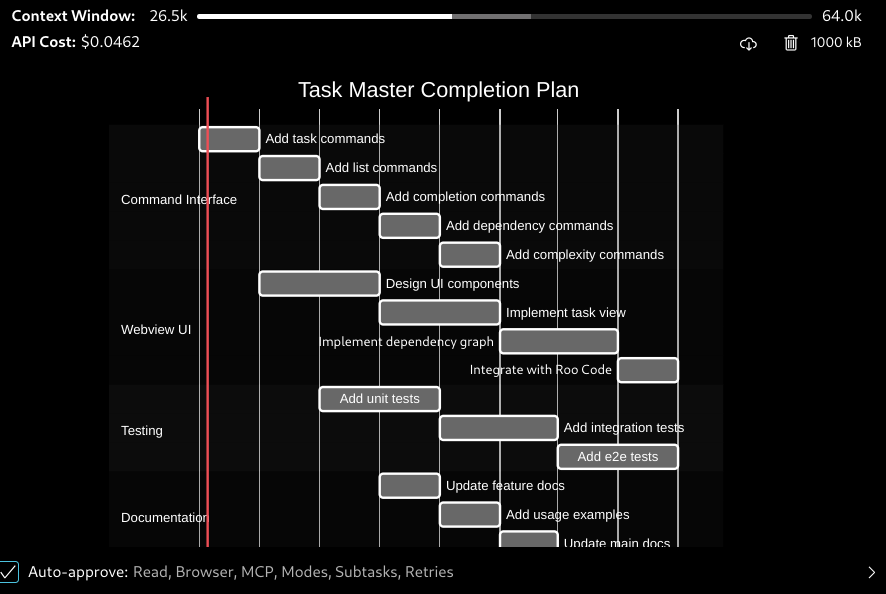 Context Window: 26.5k 64.0k
API Cost: $0.0462 1000 kB
Task Master Completion Plan
Add task commands
Add list commands
Command Interface
Add completion commands
Add dependency commands
Add complexity commands
Design UI components
Implement task view
Webview UI
Implement dependency graph
Integrate with Roo Code
Add unit tests
Testing
Add integration tests
Add e2e tests
Update feature docs
Documentation
Add usage examples
Update main docs
Auto-approve: Read, Browser, MCP, Modes, Subtasks, Retries